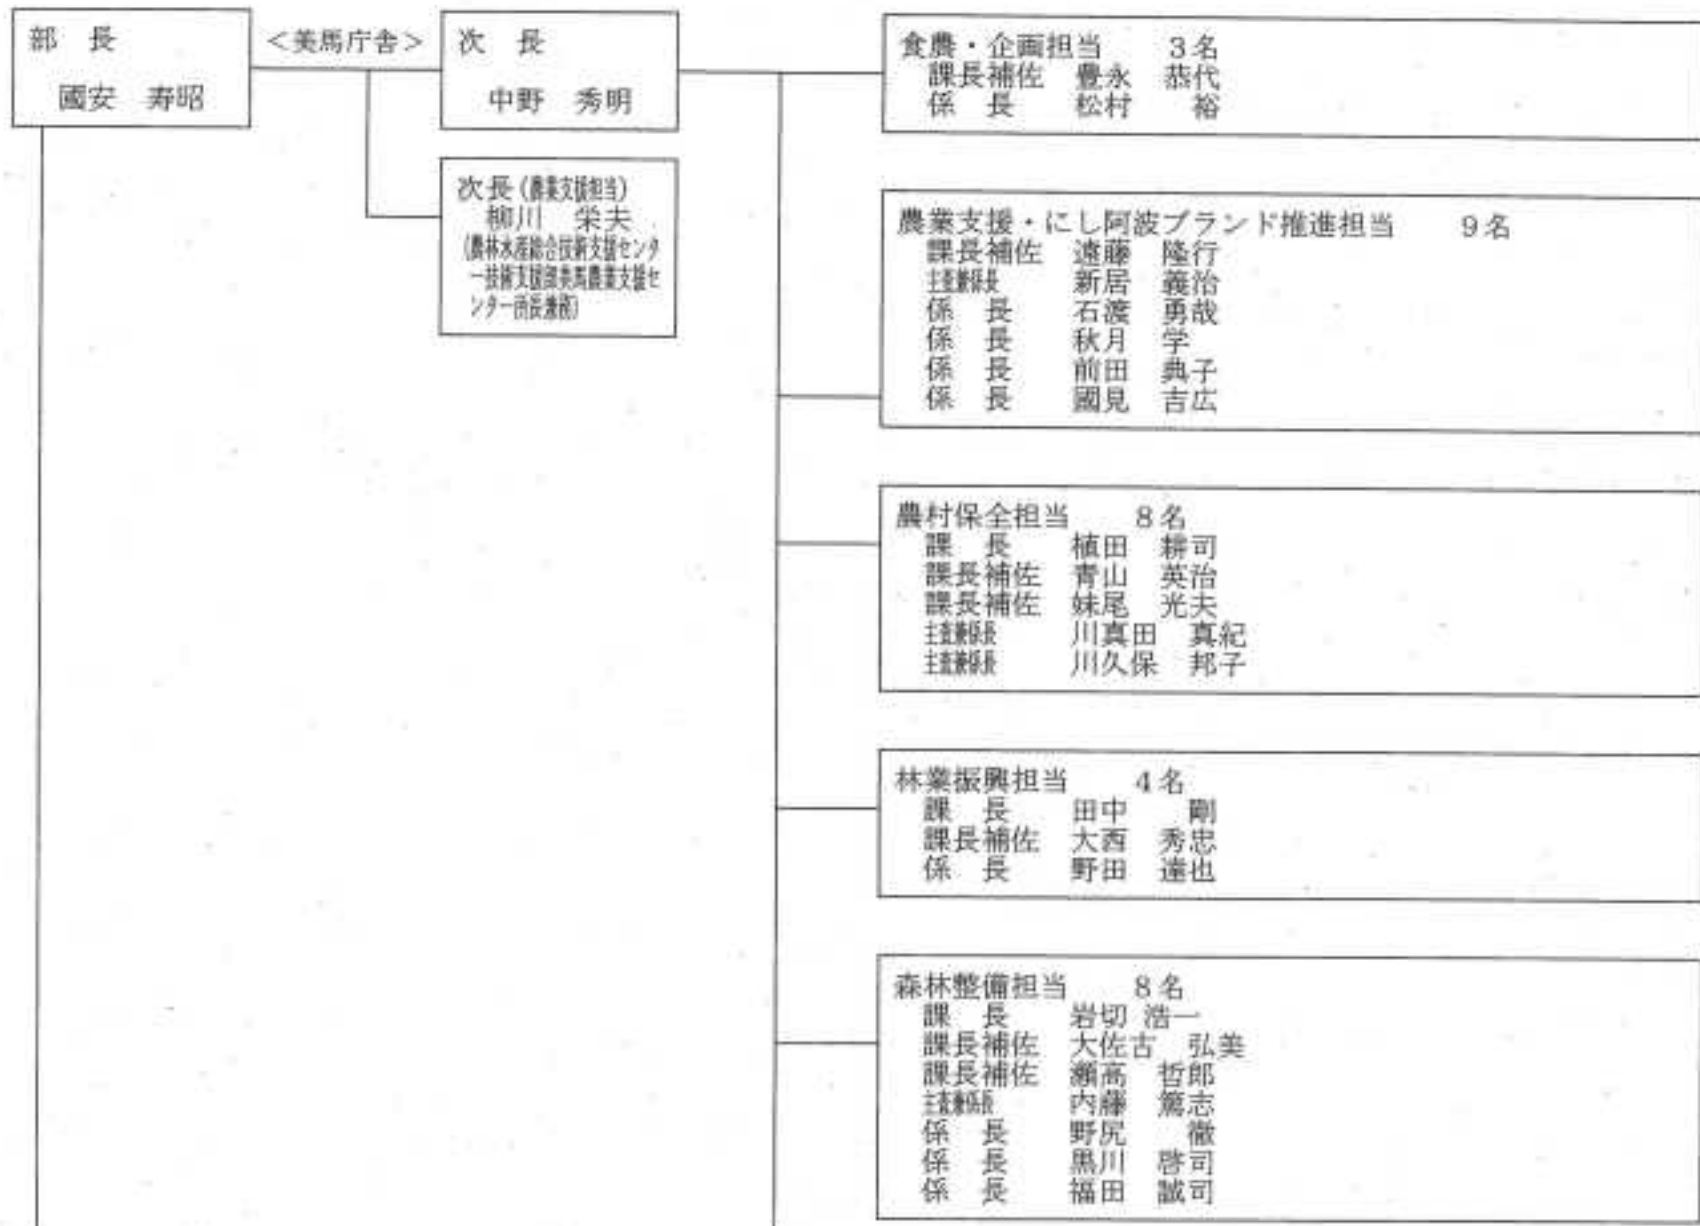 部　長
國安　寿昭
＜美馬庁舎＞
次　長
中野　秀明
次長（農業支援担当）
柳川　栄夫
（農林水産総合技術支援センタ
ー技術支援部美馬農業支援セ
ンター所長兼務）
食農・企画担当　　3名
課長補佐　豊永　恭代
係　長　　松村　　裕
農業支援・にし阿波ブランド推進担当　　9名
課長補佐　遠藤　隆行
主査兼係長　新居　義治
係　長　　石渡　勇哉
係　長　　秋月　学
係　長　　前田　典子
係　長　　國見　吉広
農村保全担当　　8名
課　長　　植田　耕司
課長補佐　青山　英治
課長補佐　妹尾　光夫
主査兼係長　川真田　真紀
主査兼係長　川久保　邦子
林業振興担当　　4名
課　長　　田中　　剛
課長補佐　大西　秀忠
係　長　　野田　達也
森林整備担当　　8名
課　長　　岩切 浩一
課長補佐　大佐古　弘美
課長補佐　瀬高　哲郎
主査兼係長　内藤　篤志
係　長　　野尻　　徹
係　長　　黒川　啓司
係　長　　福田　誠司